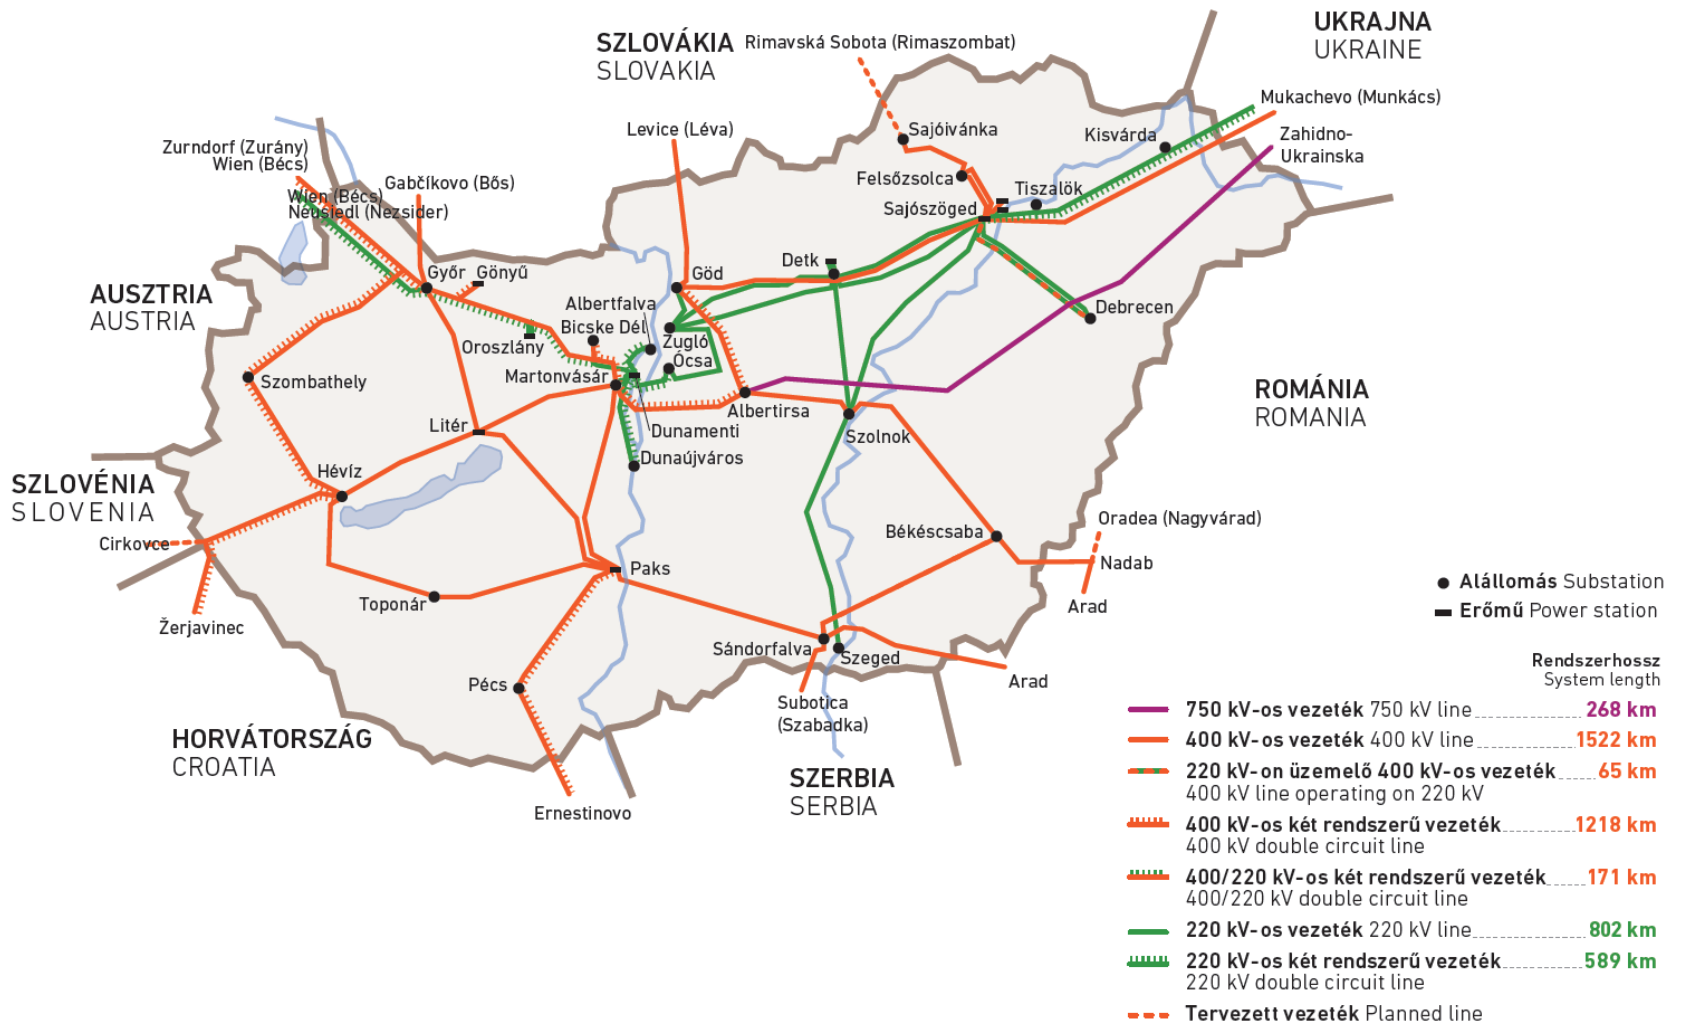 UKRAJNA
UKRAINE
SZLOVÁKIA
SLOVAKIA
Rimavská Sobota (Rimaszombat)
Mukachevo (Munkács)
Zahidno-
Ukrainska
Levice (Léva)
Sajóivánka
Kisvárda
Zurndorf (Zurány)
Wien (Bécs)
Gabčíkovo (Bős)
Wien (Bécs)
Neusiedl (Nezsider)
Felsőzsolca
Tiszalök
Sajószöged
Detk
Győr
Gönyű
Göd
AUSZTRIA
AUSTRIA
Albertfalva
Bicske Dél
Debrecen
Oroszlány
Zugló
Ócsa
Martonvásár
Szombathely
Albertirsa
ROMÁNIA
ROMANIA
Litér
Dunamenti
Szolnok
Dunaújváros
Hévíz
SZLOVÉNIA
SLOVENIA
Oradea (Nagyvárad)
Békéscsaba
Cirkovce
Nadab
Paks
Toponár
Arad
Žerjavinec
Sándorfalva
Szeged
Pécs
Arad
Subotica
(Szabadka)
HORVÁTORSZÁG
CROATIA
SZERBIA
SERBIA
Ernestinovo
Alállomás Substation
Erőmű Power station
Rendszerhossz
System length
750 kV-os vezeték 750 kV line 268 km
400 kV-os vezeték 400 kV line 1522 km
220 kV-on üzemelő 400 kV-os vezeték 65 km
400 kV line operating on 220 kV
400 kV-os két rendszerű vezeték 1218 km
400 kV double circuit line
400/220 kV-os két rendszerű vezeték 171 km
400/220 kV double circuit line
220 kV-os vezeték 220 kV line 802 km
220 kV-os két rendszerű vezeték 589 km
220 kV double circuit line
Tervezett vezeték Planned line